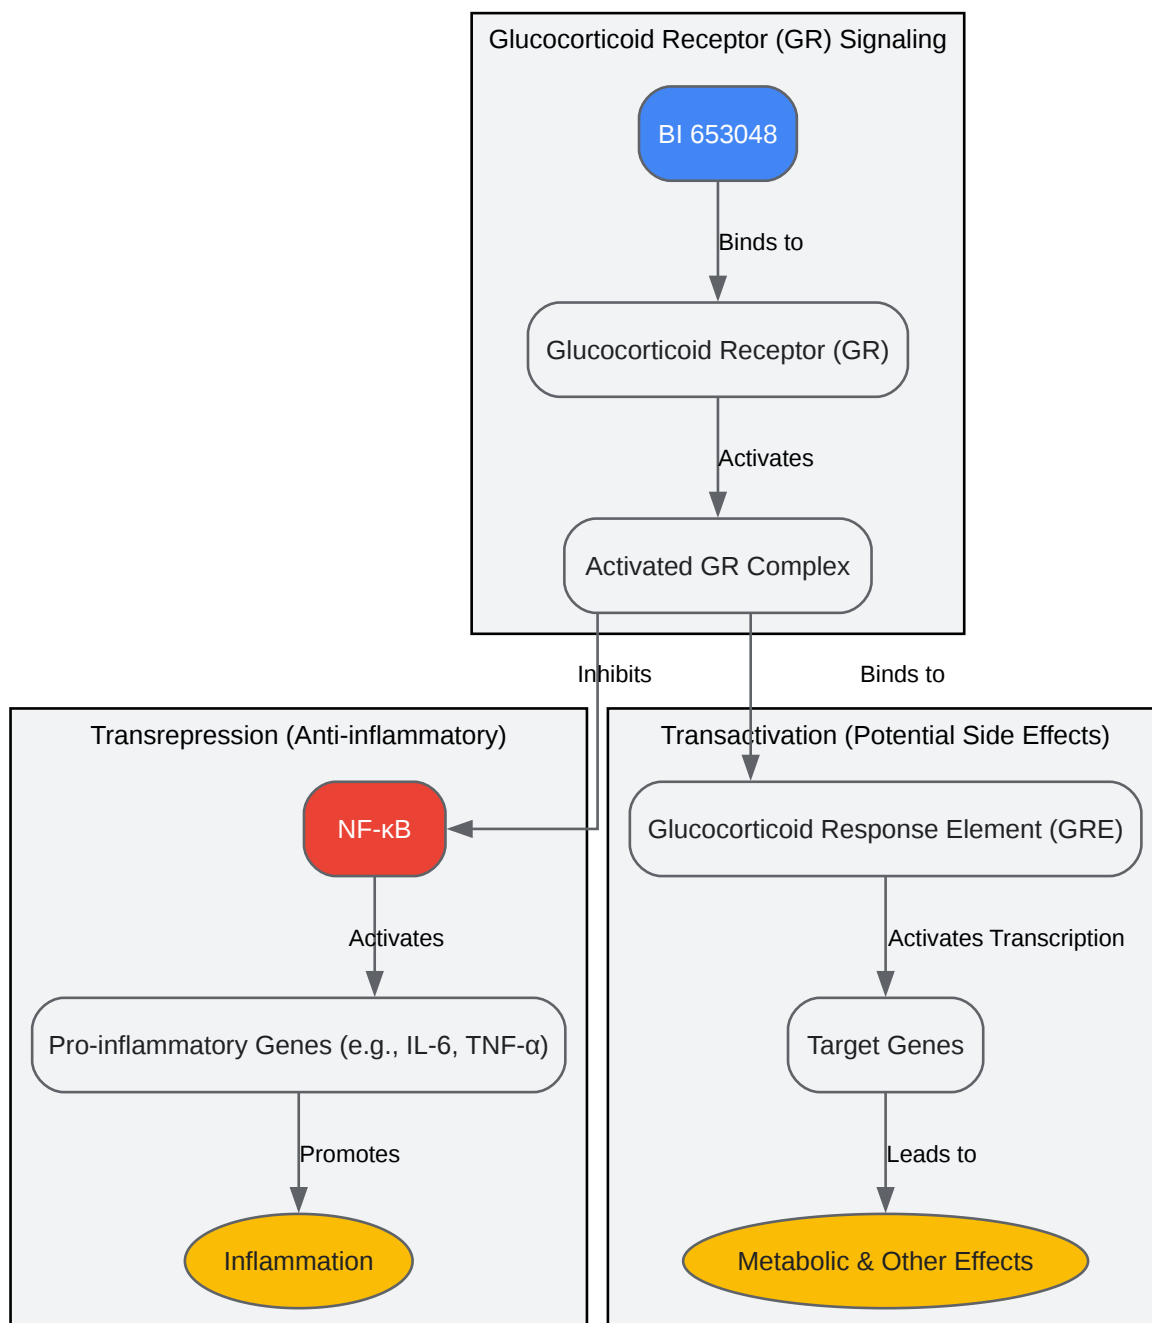 Glucocorticoid Receptor (GR) Signaling
BI 653048
Binds to
Glucocorticoid Receptor (GR)
Activates
Activated GR Complex
Inhibits
Binds to
Transrepression (Anti-inflammatory)
Transactivation (Potential Side Effects)
NF-κB
Glucocorticoid Response Element (GRE)
Activates
Activates Transcription
Pro-inflammatory Genes (e.g., IL-6, TNF-α)
Target Genes
Promotes
Leads to
Inflammation
Metabolic & Other Effects